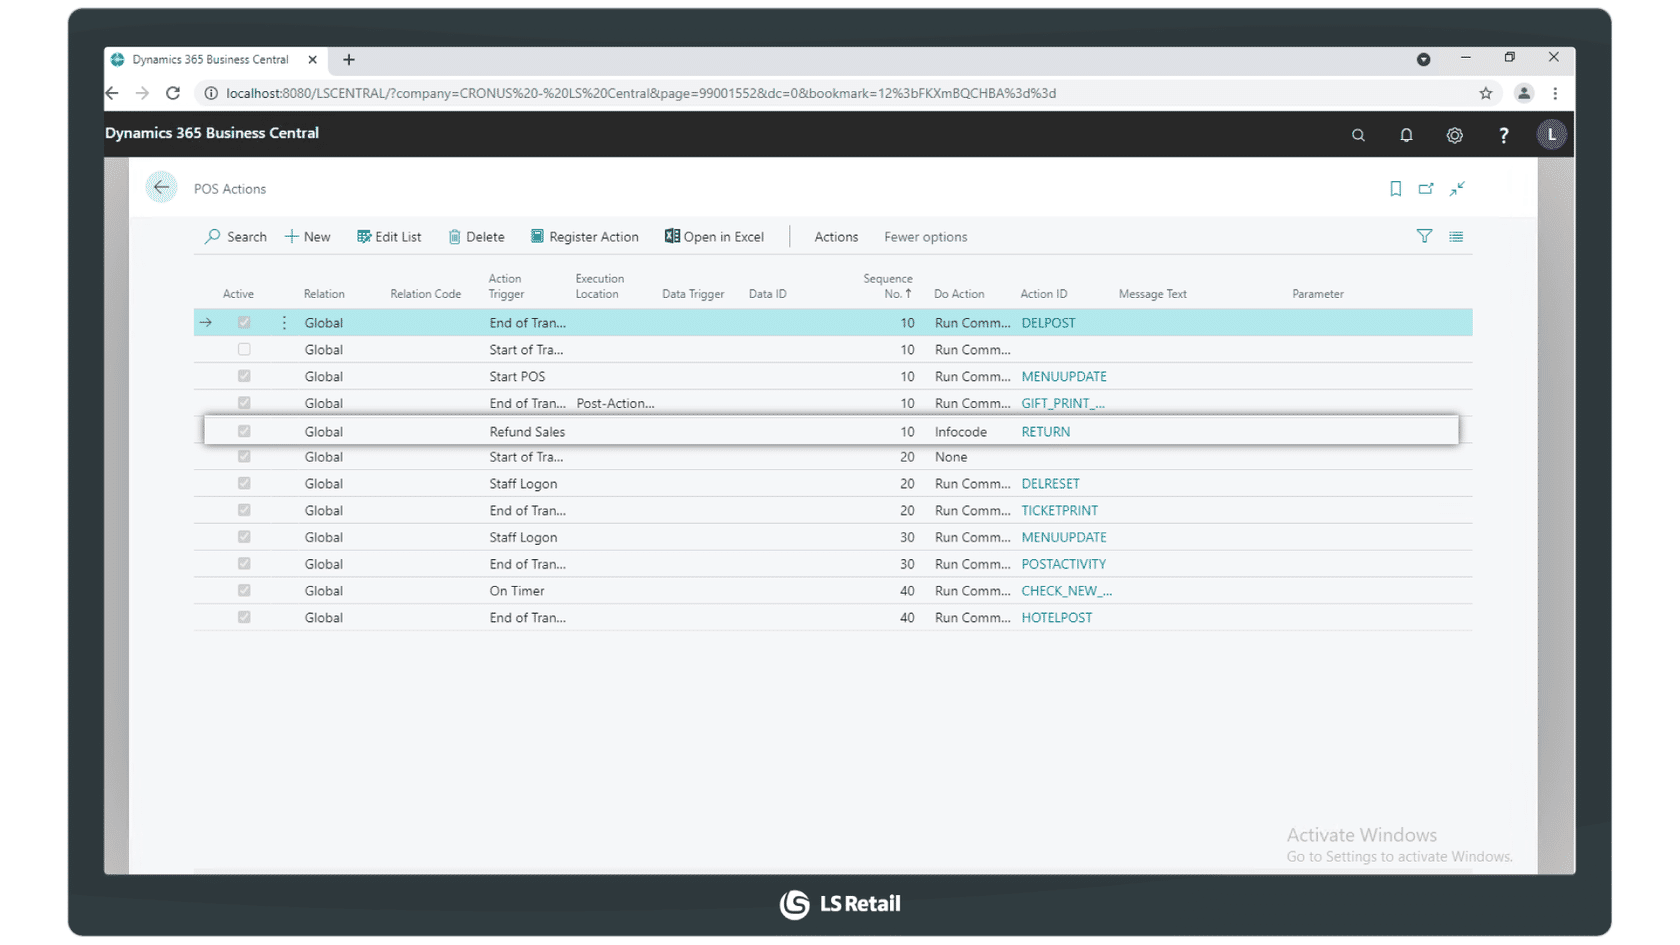 Dynamics 365 Business Central
localhost:8080/LSCENTRAL/?company=CRONUS%20-%20LS%20Central&page=99001552&dc=0&bookmark=12%3bFKXmBQCHBA%3d%3d
Dynamics 365 Business Central ? L
POS Actions
Search New Edit List Delete Register Action Open in Excel Actions Fewer options
Active Relation Relation Code Action Trigger Execution Location Data Trigger Data ID Sequence No. ↑ Do Action Action ID Message Text Parameter
Global End of Tran... 10 Run Comm... DELPOST
Global Start of Tra... 10 Run Comm...
Global Start POS 10 Run Comm... MENUUPDATE
Global End of Tran... Post-Action... 10 Run Comm... GIFT_PRINT_...
Global Refund Sales 10 Infocode RETURN
Global Start of Tra... 20 None
Global Staff Logon 20 Run Comm... DELRESET
Global End of Tran... 20 Run Comm... TICKETPRINT
Global Staff Logon 30 Run Comm... MENUUPDATE
Global End of Tran... 30 Run Comm... POSTACTIVITY
Global On Timer 40 Run Comm... CHECK_NEW_...
Global End of Tran... 40 Run Comm... HOTELPOST
Activate Windows
Go to Settings to activate Windows.
LS Retail